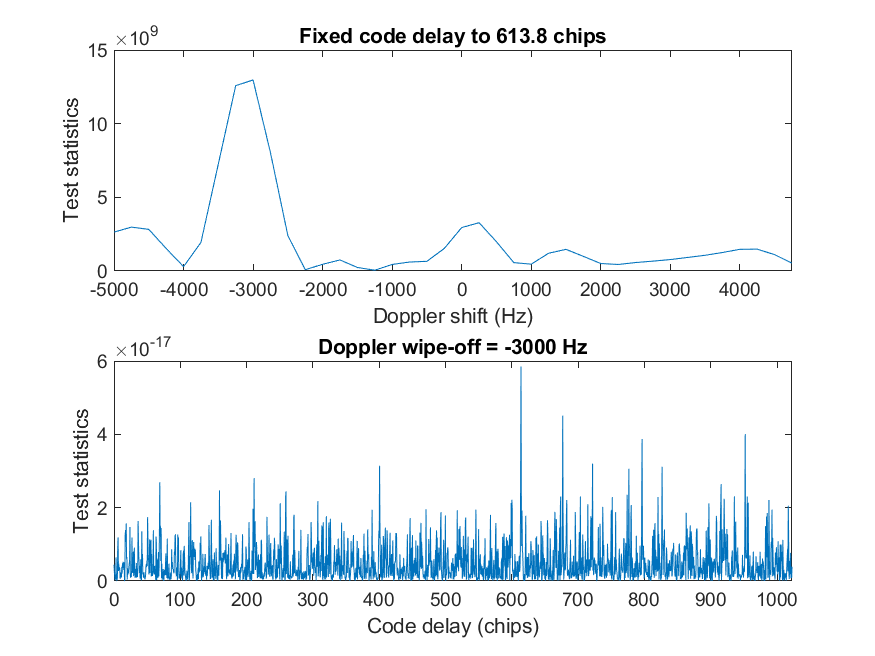 Fixed code delay to 613.8 chips
×10^9
15
10
5
0
Test statistics
-5000 -4000 -3000 -2000 -1000 0 1000 2000 3000 4000
Doppler shift (Hz)
Doppler wipe-off = -3000 Hz
×10^-17
6
4
2
0
Test statistics
0 100 200 300 400 500 600 700 800 900 1000
Code delay (chips)